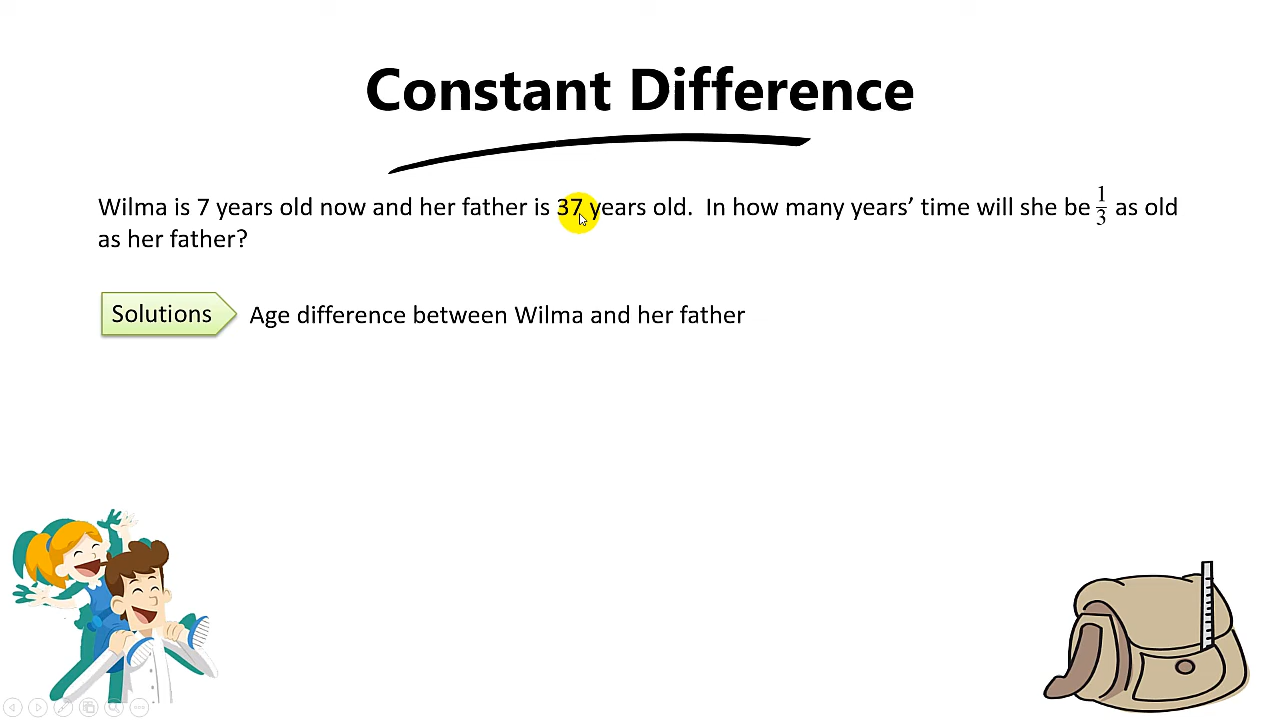 Constant Difference
Wilma is 7 years old now and her father is 37 years old.  In how many years’ time will she be 1/3 as old
as her father?
Solutions
Age difference between Wilma and her father